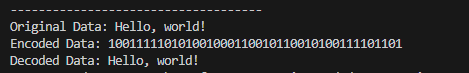 ------------------------------------
Original Data: Hello, world!
Encoded Data: 100111110101001000110010110010100111101101
Decoded Data: Hello, world!